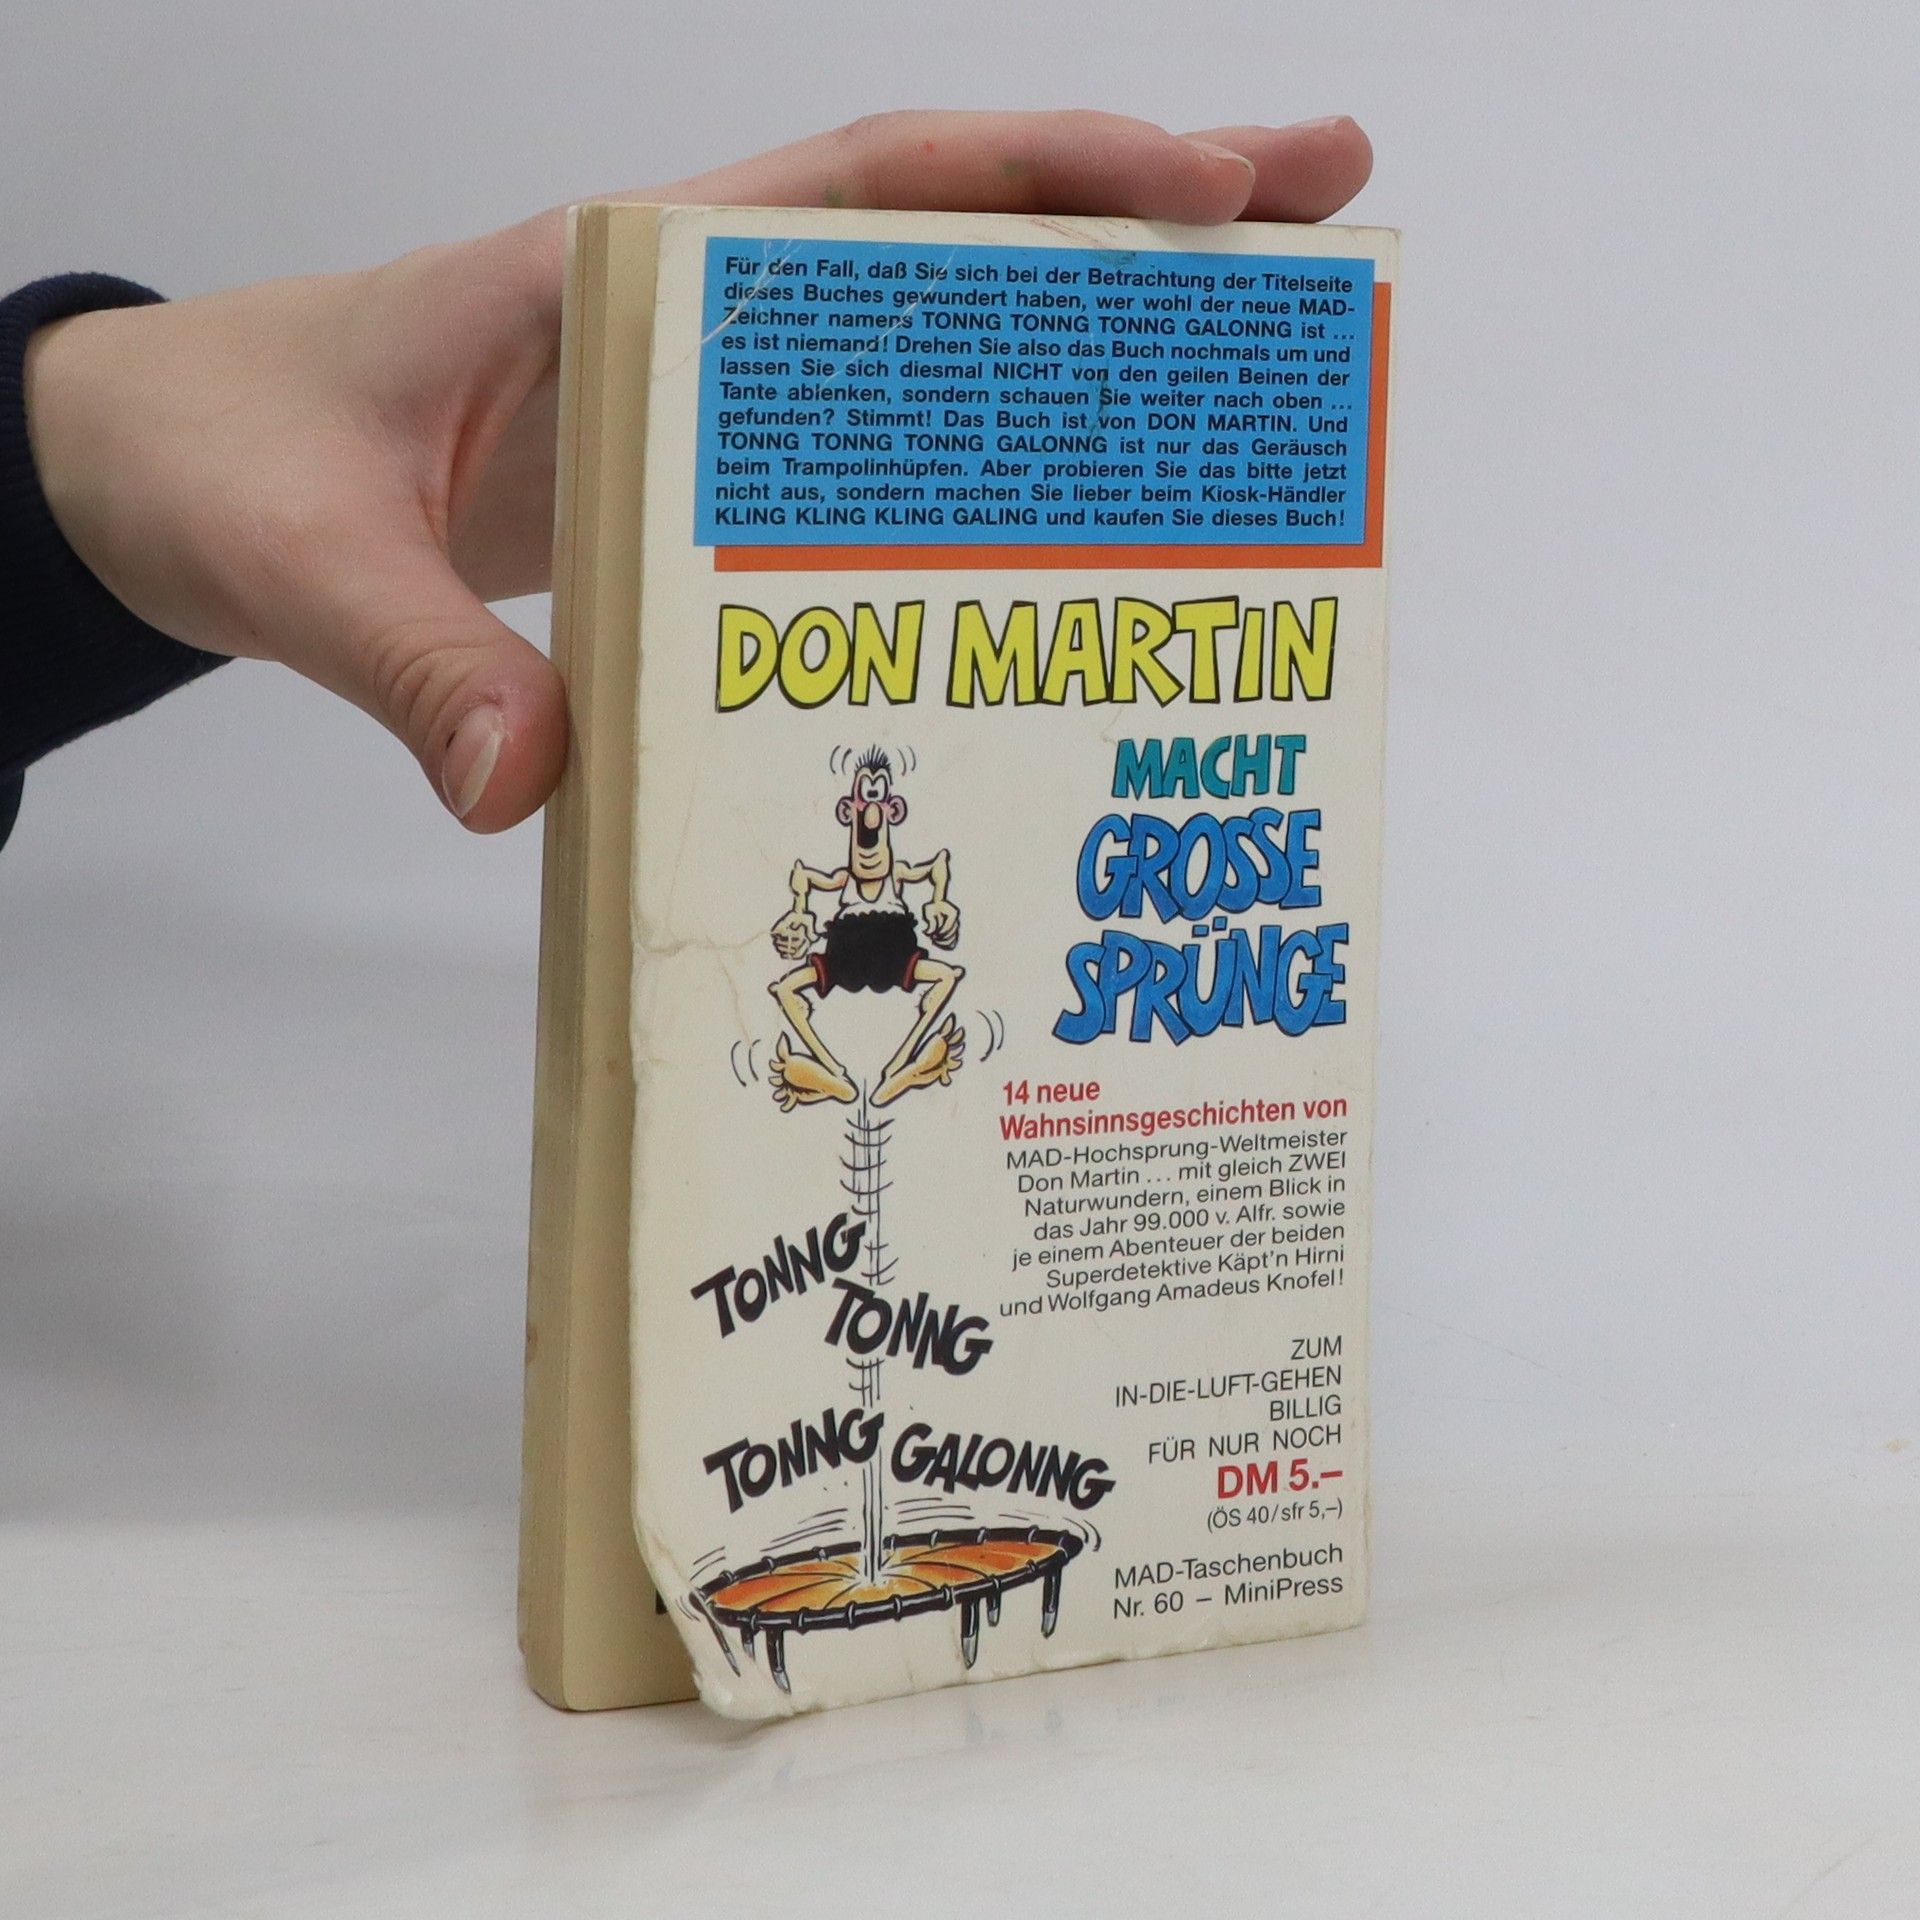 Für den Fall, daß Sie sich bei der Betrachtung der Titelseite
dieses Buches gewundert haben, wer wohl der neue MAD-
Zeichner namens TONNG TONNG TONNG GALONNG ist ...
es ist niemand! Drehen Sie also das Buch nochmals um und
lassen Sie sich diesmal NICHT von den geilen Beinen der
Tante ablenken, sondern schauen Sie weiter nach oben ...
gefunden? Stimmt! Das Buch ist von DON MARTIN. Und
TONNG TONNG TONNG GALONNG ist nur das Geräusch
beim Trampolinhüpfen. Aber probieren Sie das bitte jetzt
nicht aus, sondern machen Sie lieber beim Kiosk-Händler
KLING KLING KLING GALING und kaufen Sie dieses Buch!
DON MARTIN
MACHT
GROSSE
SPRÜNGE
14 neue
Wahnsinnsgeschichten von
MAD-Hochsprung-Weltmeister
Don Martin ... mit gleich ZWEI
Naturwundern, einem Blick in
das Jahr 99.000 v. Alfr. sowie
je einem Abenteuer der beiden
Superdetektive Käpt'n Hirni
und Wolfgang Amadeus Knofel!
TONNG
TONNG
TONNG GALONNG
ZUM
IN-DIE-LUFT-GEHEN
BILLIG
FÜR NUR NOCH
DM 5.–
(ÖS 40/sfr 5,–)
MAD-Taschenbuch
Nr. 60 – MiniPress